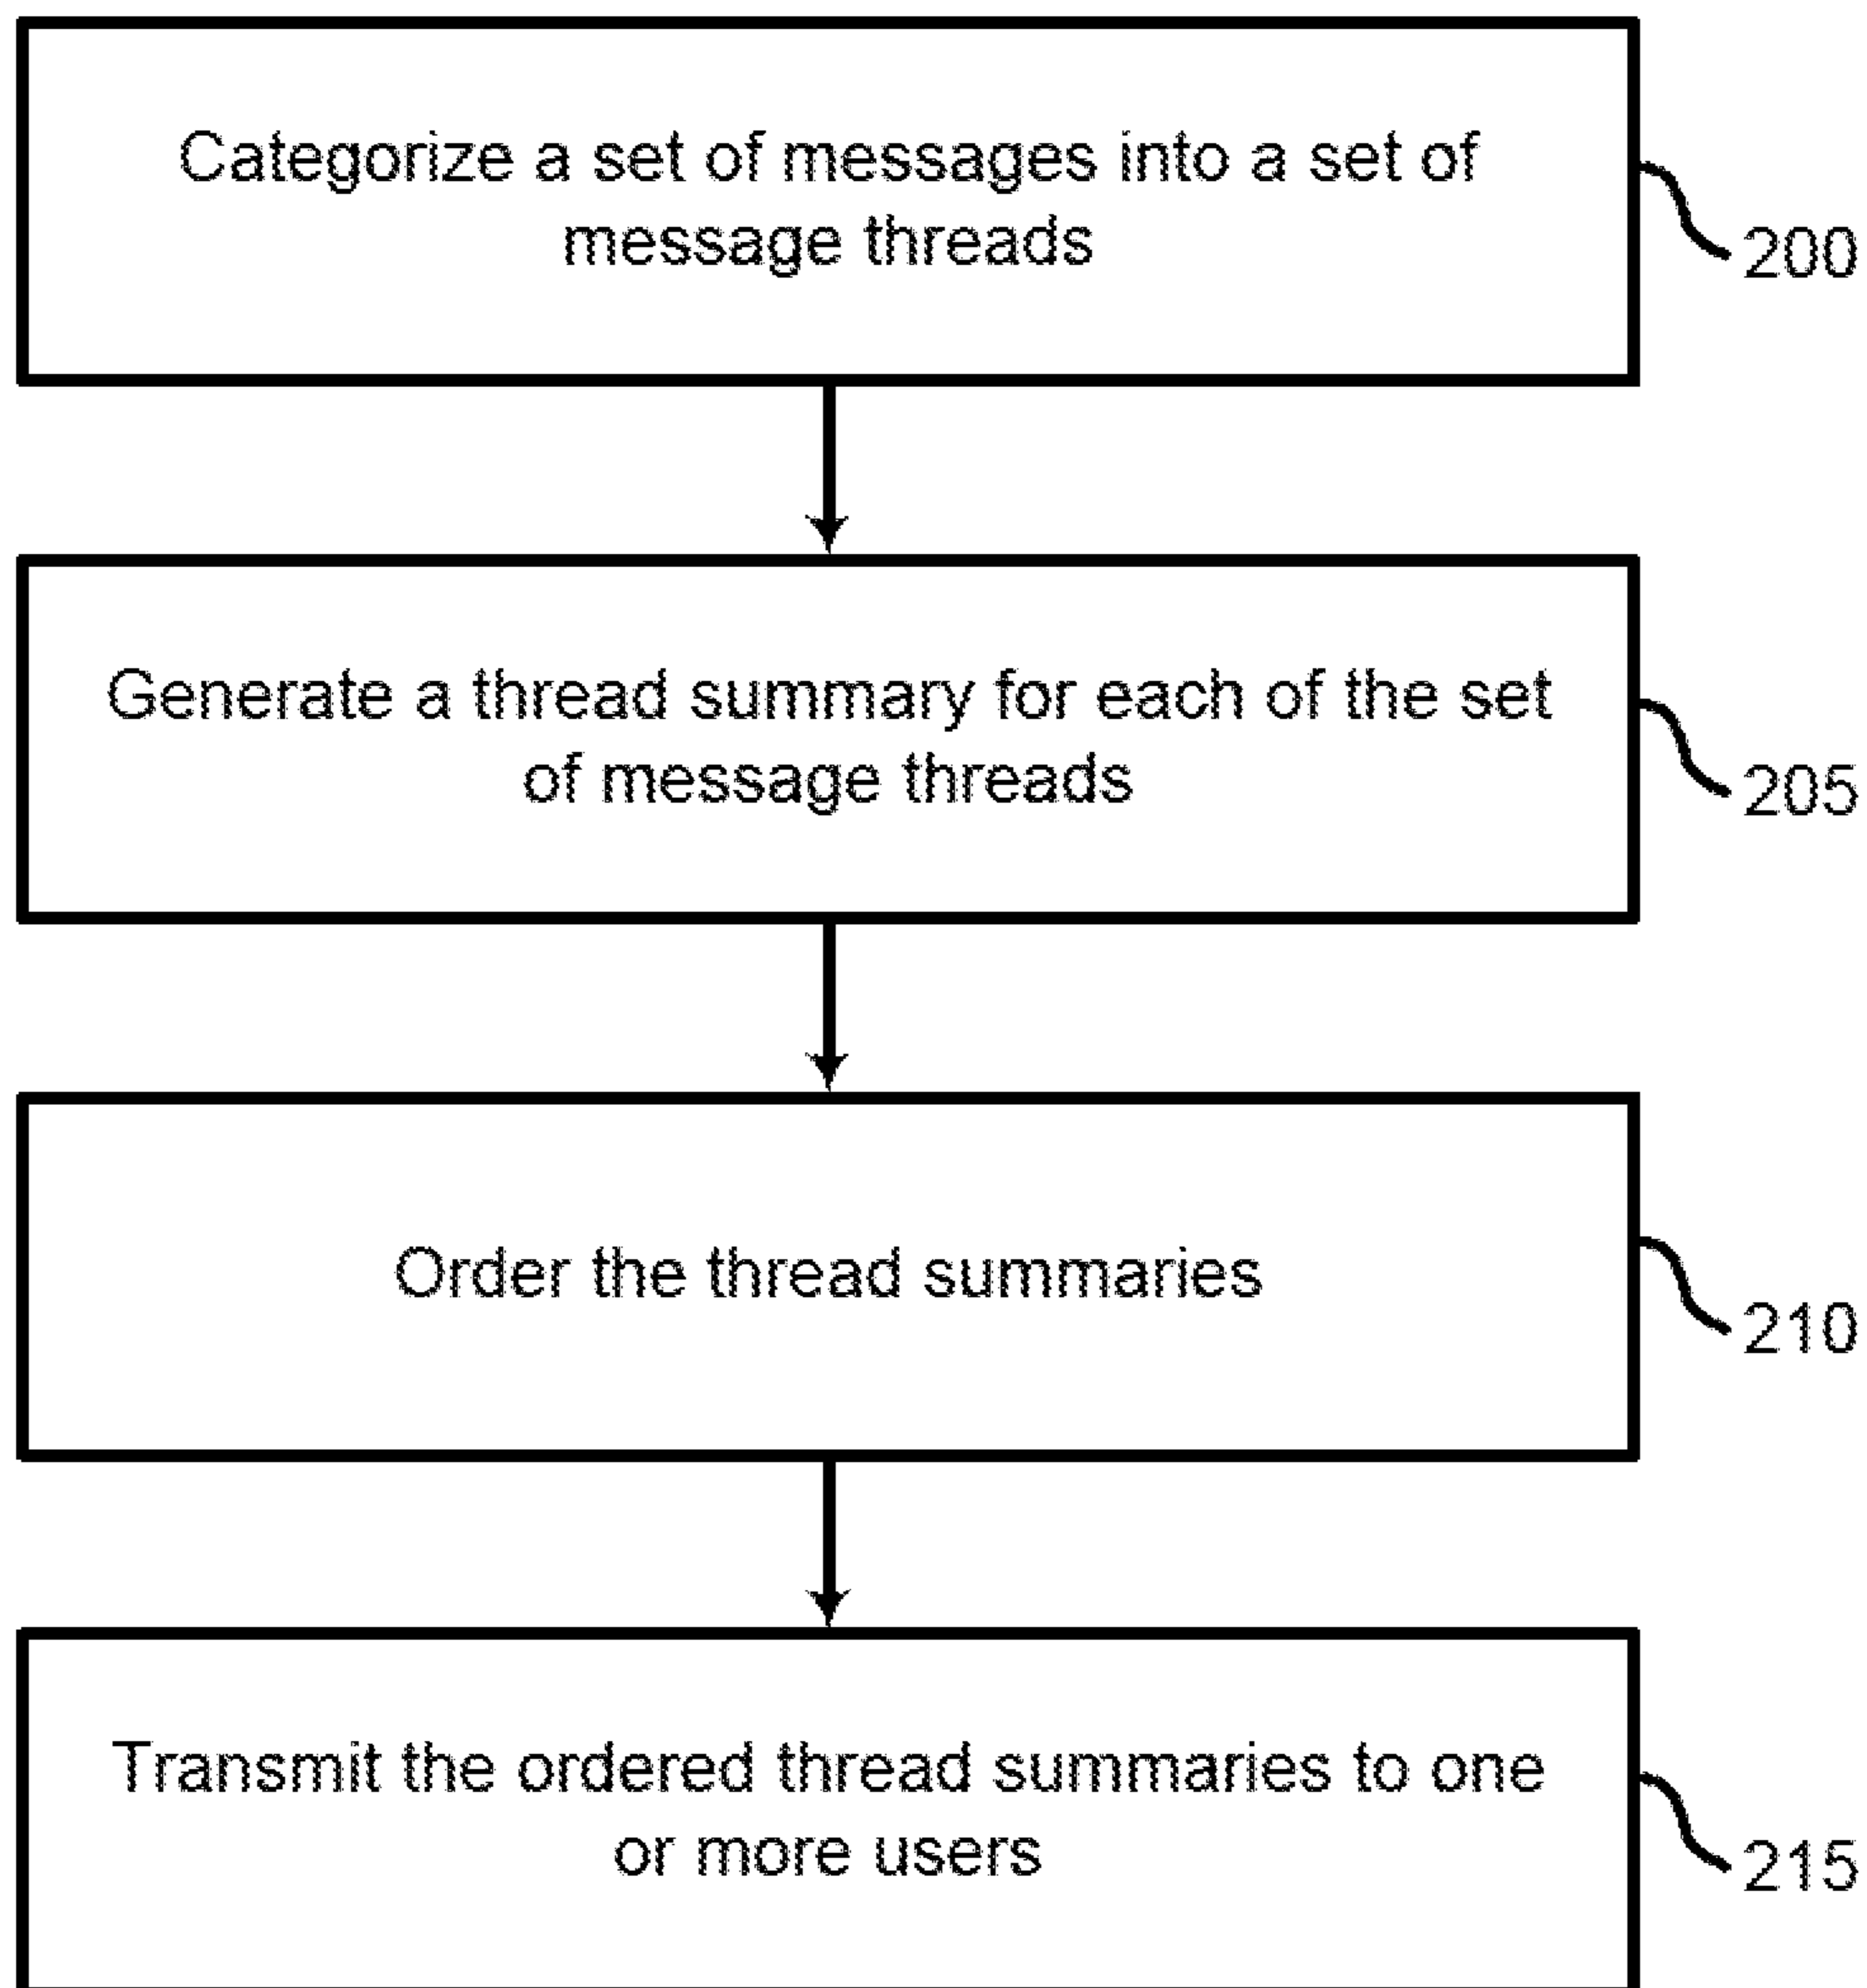 Categorize a set of messages into a set of
message threads
200
Generate a thread summary for each of the set
of message threads
205
Order the thread summaries
210
Transmit the ordered thread summaries to one
or more users
215